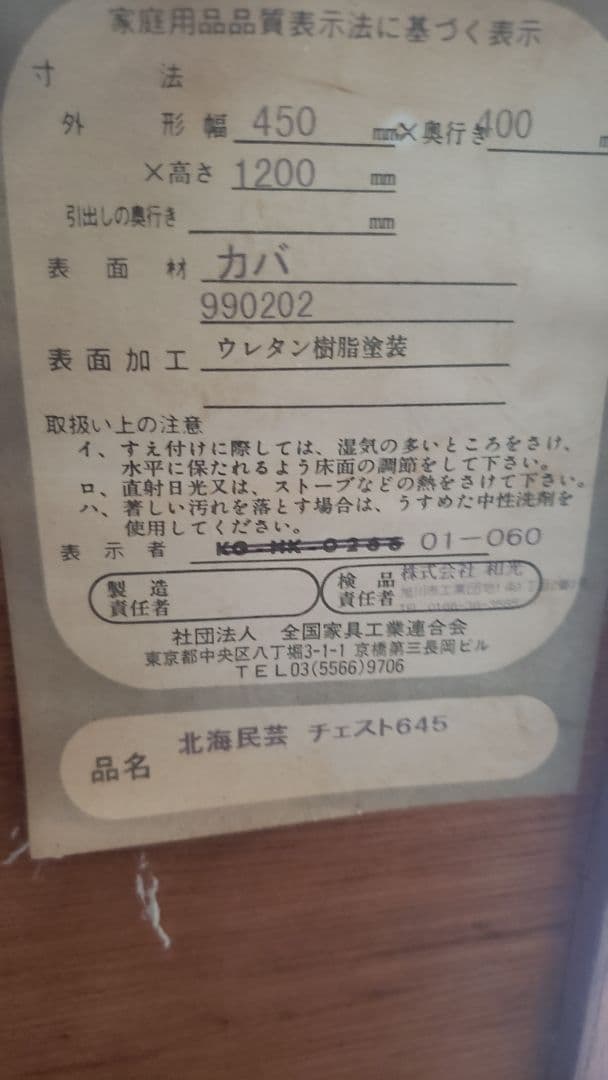 家庭用品品質表示法に基づく表示
寸法
外形 幅 450 mm×奥行き400 m
×高さ 1200 mm
引出しの奥行き mm
表面材 カバ
990202
表面加工 ウレタン樹脂塗装
取扱い上の注意
イ、すえ付けに際しては、湿気の多いところをさけ、
水平に保たれるよう床面の調節をして下さい。
ロ、直射日光又は、ストーブなどの熱をさけて下さい。
ハ、著しい汚れを落とす場合は、うすめた中性洗剤を
使用してください。
表示者 01-060
製造責任者 検品責任者 株式会社 和光
社団法人 全国家具工業連合会
東京都中央区八丁堀3-1-1 京橋第三長岡ビル
TEL03(5566)9706
品名 北海民芸 チェスト645